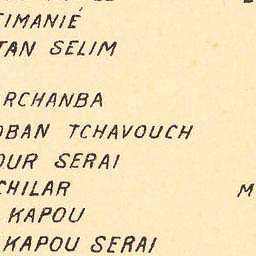 TIMANIÉ
TAN SELIM
RCHANBA
OBAN TCHAVOUCH
OUR SERAI
CHILAR M
KAPOU
KAPOU SERAI